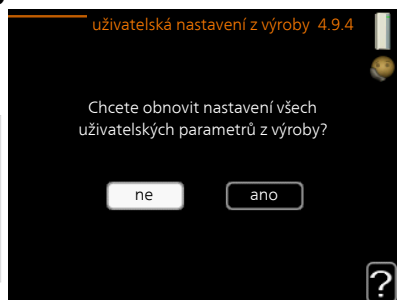 uživatelská nastavení z výroby 4.9.4
Chcete obnovit nastavení všech
uživatelských parametrů z výroby?
ne
ano
?